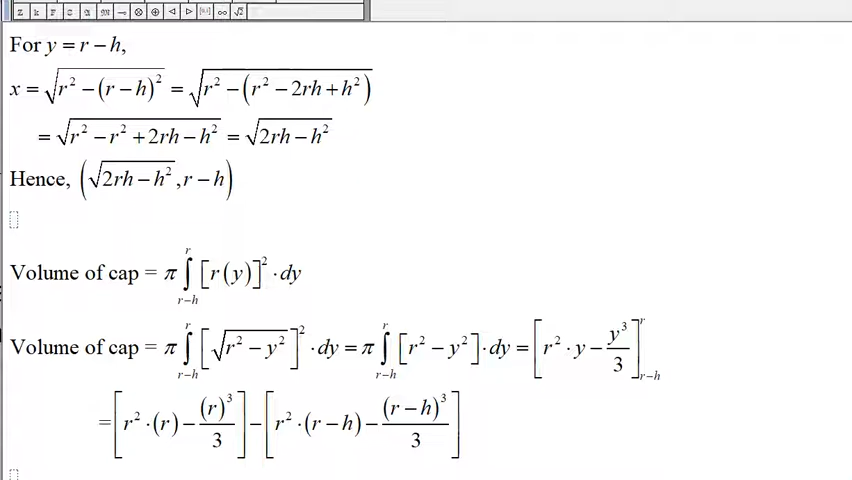 For y = r − h,
x = √(r² − (r − h)²) = √(r² − (r² − 2rh + h²))
= √(r² − r² + 2rh − h²) = √(2rh − h²)
Hence, (√(2rh − h²), r − h)
Volume of cap = π ∫_{r−h}^{r} [r(y)]² · dy
Volume of cap = π ∫_{r−h}^{r} [√(r² − y²)]² · dy = π ∫_{r−h}^{r} [r² − y²] · dy = [r² · y − y³/3]_{r−h}^{r}
= [r² · (r) − (r)³/3] − [r² · (r − h) − (r − h)³/3]